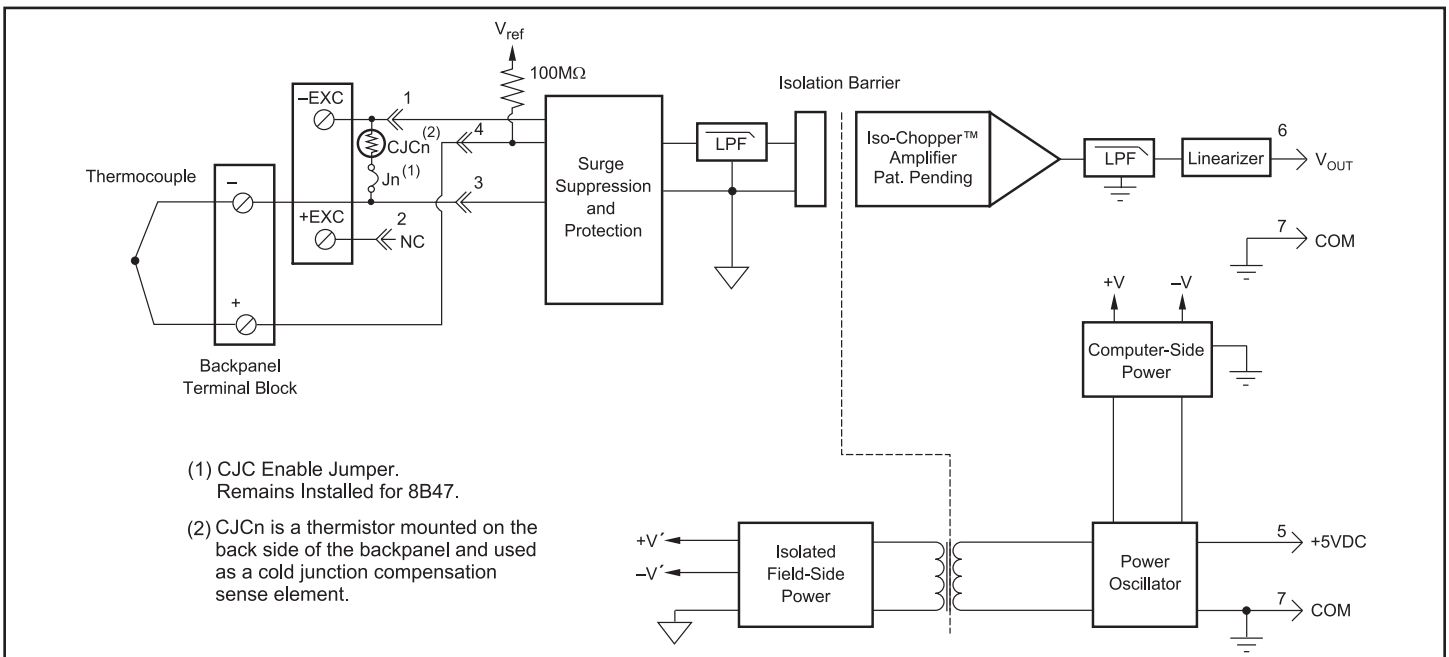 V_ref
100MΩ
Isolation Barrier
–EXC
1
CJCn (2)
4
Jn (1)
3
+EXC
2
NC
Thermocouple
–
+
Backpanel
Terminal Block
Surge
Suppression
and
Protection
LPF
Iso-Chopper™
Amplifier
Pat. Pending
LPF
Linearizer
6
V_OUT
7
COM
+V
–V
Computer-Side
Power
(1) CJC Enable Jumper.
Remains Installed for 8B47.
(2) CJCn is a thermistor mounted on the
back side of the backpanel and used
as a cold junction compensation
sense element.
+V´
–V´
Isolated
Field-Side
Power
Power
Oscillator
5
+5VDC
7
COM